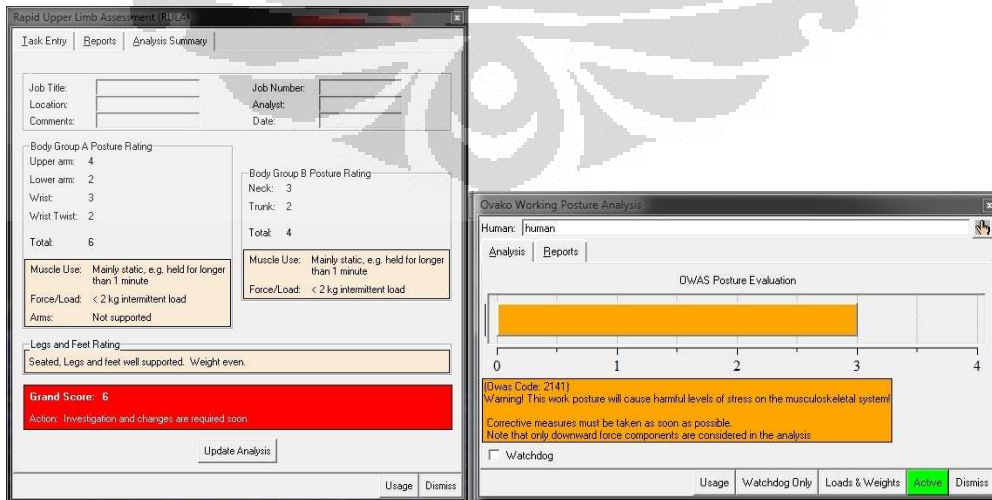 Rapid Upper Limb Assessment (RULA)
Task Entry Reports Analysis Summary
Job Title: Job Number:
Location: Analyst:
Comments: Date:
Body Group A Posture Rating
Upper arm: 4
Lower arm: 2
Wrist: 3
Wrist Twist: 2
Total: 6
Muscle Use: Mainly static, e.g. held for longer
than 1 minute
Force/Load: < 2 kg intermittent load
Arms: Not supported
Body Group B Posture Rating
Neck: 3
Trunk: 2
Total: 4
Muscle Use: Mainly static, e.g. held for longer
than 1 minute
Force/Load: < 2 kg intermittent load
Legs and Feet Rating
Seated, Legs and feet well supported. Weight even.
Grand Score: 6
Action: Investigation and changes are required soon.
Update Analysis
Usage Dismiss
Ovako Working Posture Analysis
Human: human
Analysis Reports
OWAS Posture Evaluation
0 1 2 3 4
(Owas Code: 2141)
Warning! This work posture will cause harmful levels of stress on the musculoskeletal system!
Corrective measures must be taken as soon as possible.
Note that only downward force components are considered in the analysis
Watchdog
Usage Watchdog Only Loads & Weights Active Dismiss